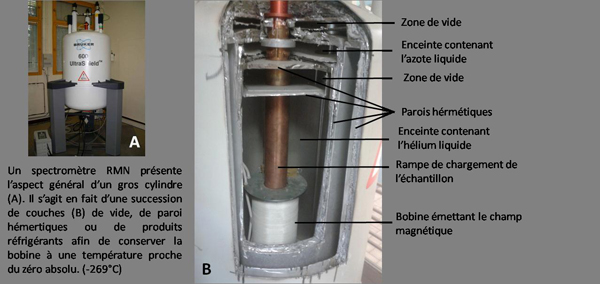 BRUKER
600
UltraShield™
A
Un spectromètre RMN présente
l'aspect général d'un gros cylindre
(A). Il s'agit en fait d'une succession
de couches (B) de vide, de paroi
hémertiques ou de produits
réfrigérants afin de conserver la
bobine à une température proche
du zéro absolu. (-269°C)
B
Zone de vide
Enceinte contenant
l'azote liquide
Zone de vide
Parois hérmétiques
Enceinte contenant
l'hélium liquide
Rampe de chargement de
l'échantillon
Bobine émettant le champ
magnétique